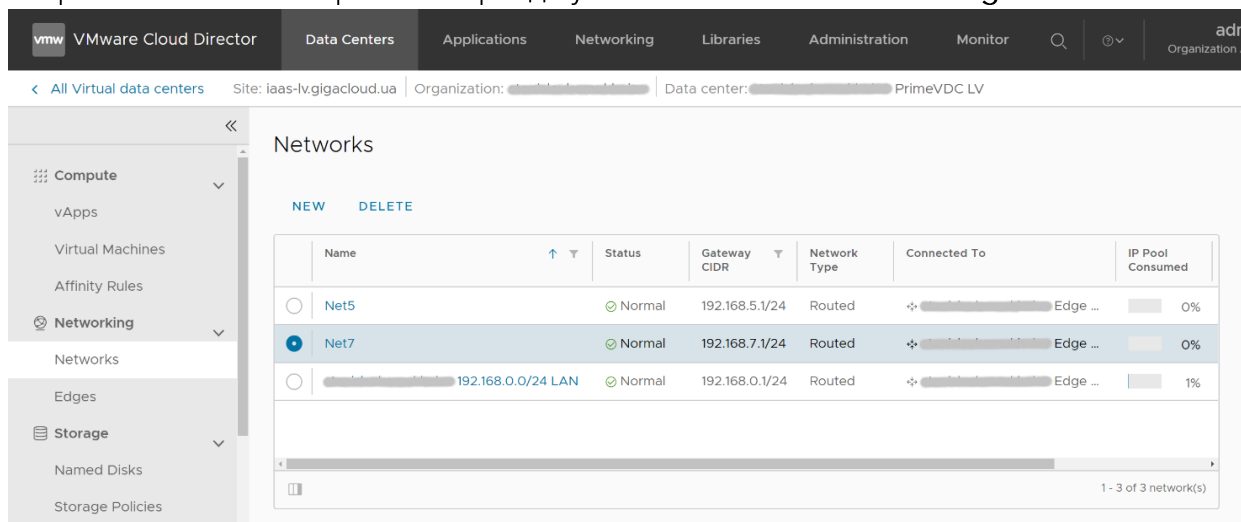 vmw VMware Cloud Director Data Centers Applications Networking Libraries Administration Monitor
Organization
All Virtual data centers Site: iaas-lv.gigacloud.ua Organization: Data center: PrimeVDC LV
Networks
Compute
vApps
Virtual Machines
Affinity Rules
Networking
Networks
Edges
Storage
Named Disks
Storage Policies
NEW DELETE
Name Status Gateway CIDR Network Type Connected To IP Pool Consumed
Net5 Normal 192.168.5.1/24 Routed Edge ... 0%
Net7 Normal 192.168.7.1/24 Routed Edge ... 0%
192.168.0.0/24 LAN Normal 192.168.0.1/24 Routed Edge ... 1%
1 - 3 of 3 network(s)